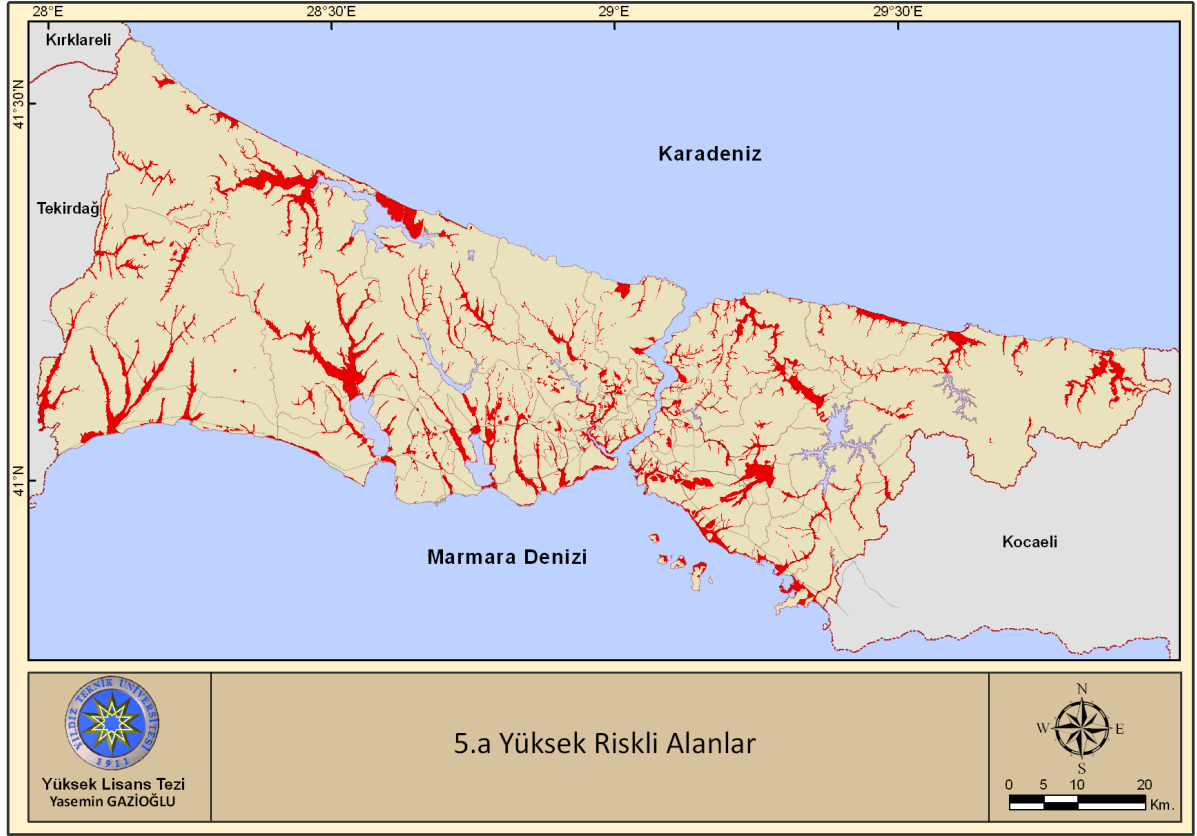 28°E
28°30'E
29°E
29°30'E
41°30'N
41°N
Kırklareli
Tekirdağ
Karadeniz
Marmara Denizi
Kocaeli
YILDIZ TEKNİK ÜNİVERSİTESİ
1911
Yüksek Lisans Tezi
Yasemin GAZİOĞLU
5.a Yüksek Riskli Alanlar
N
W
E
S
0 5 10 20
Km.